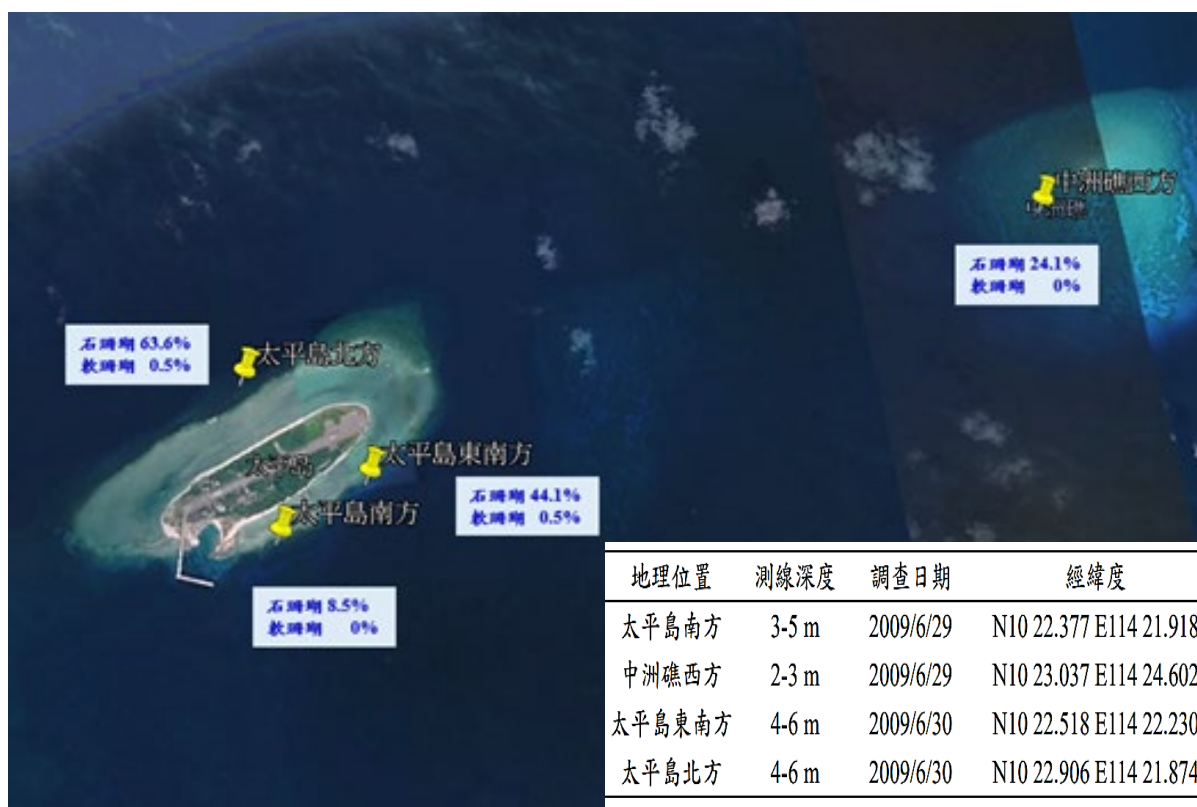 中洲礁西方
中洲礁
石珊瑚 24.1%
軟珊瑚 0%
石珊瑚 63.6%
軟珊瑚 0.5%
太平島北方
太平島東南方
太平島
石珊瑚 44.1%
軟珊瑚 0.5%
太平島南方
石珊瑚 8.5%
軟珊瑚 0%
地理位置 測線深度 調查日期 經緯度
太平島南方 3-5 m 2009/6/29 N10 22.377 E114 21.918
中洲礁西方 2-3 m 2009/6/29 N10 23.037 E114 24.602
太平島東南方 4-6 m 2009/6/30 N10 22.518 E114 22.230
太平島北方 4-6 m 2009/6/30 N10 22.906 E114 21.874